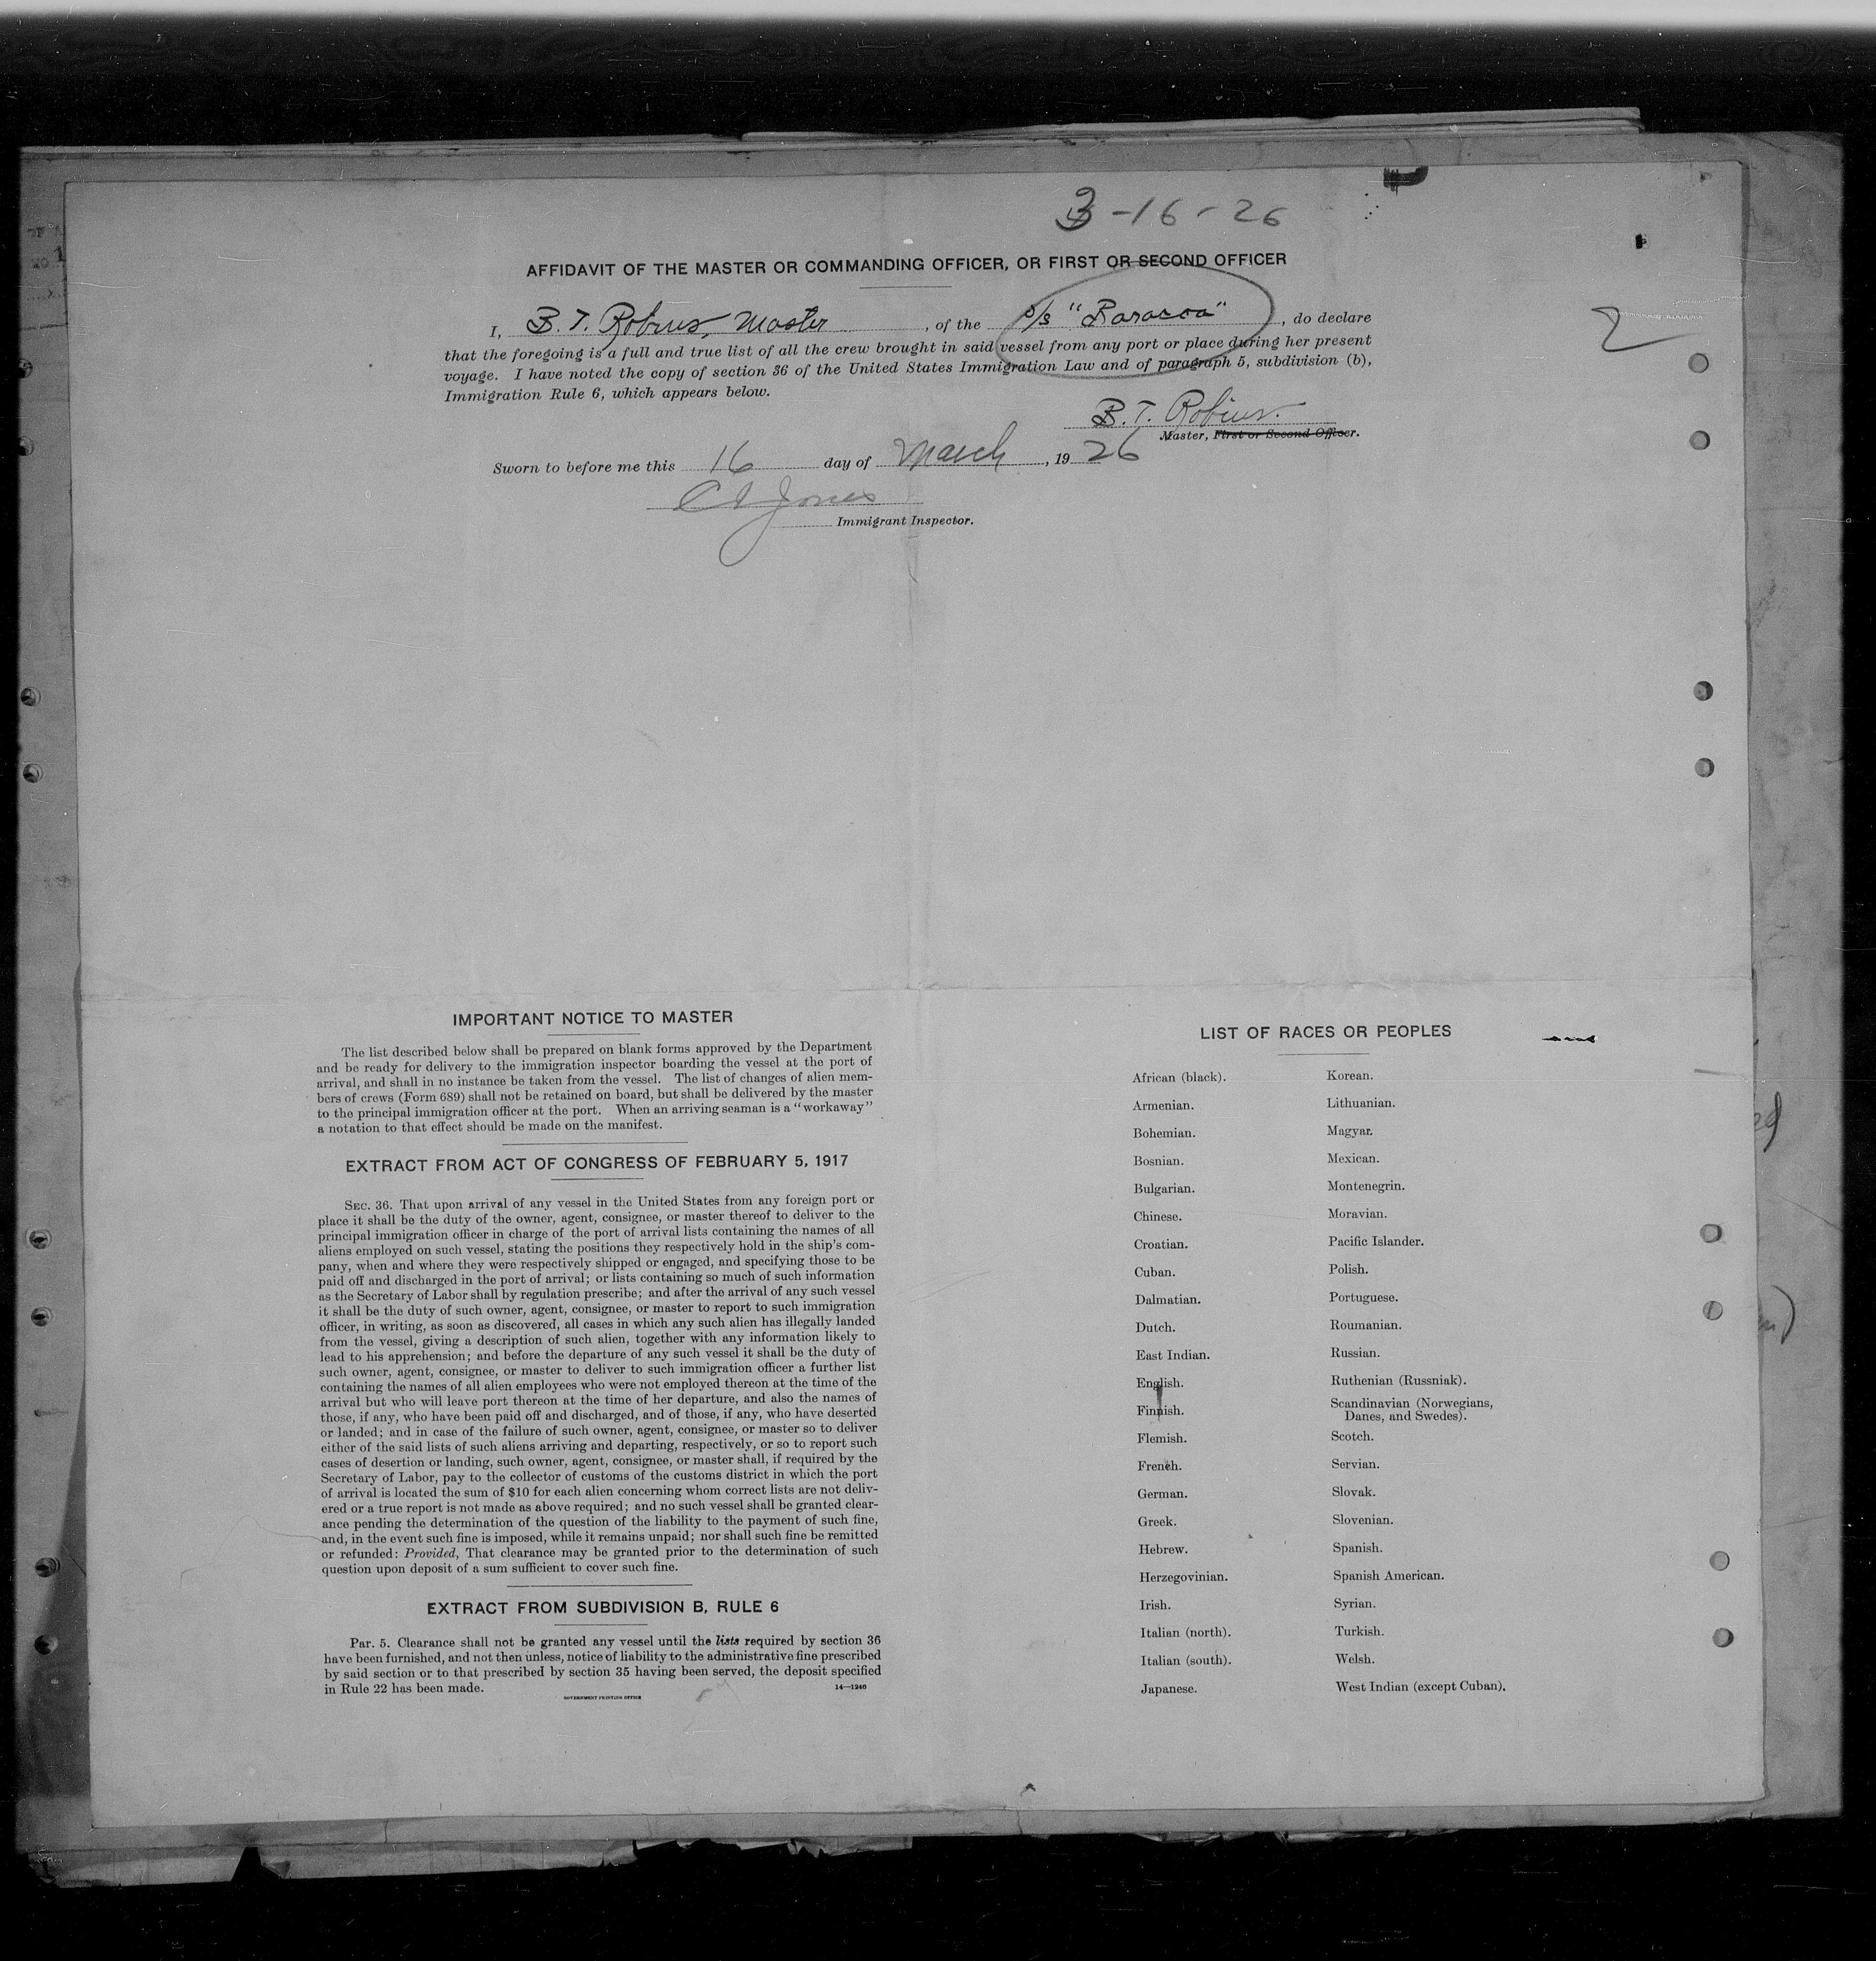 3-16-26
AFFIDAVIT OF THE MASTER OR COMMANDING OFFICER, OR FIRST OR SECOND OFFICER
I, B. T. Robins, Master, of the s/s "Baracoa", do declare
that the foregoing is a full and true list of all the crew brought in said vessel from any port or place during her present
voyage. I have noted the copy of section 36 of the United States Immigration Law and of paragraph 5, subdivision (b),
Immigration Rule 6, which appears below.
B. T. Robins.
Master, First or Second Officer.
Sworn to before me this 16 day of March, 1926
Jones
Immigrant Inspector.
2
IMPORTANT NOTICE TO MASTER
The list described below shall be prepared on blank forms approved by the Department
and be ready for delivery to the immigration inspector boarding the vessel at the port of
arrival, and shall in no instance be taken from the vessel. The list of changes of alien mem-
bers of crews (Form 689) shall not be retained on board, but shall be delivered by the master
to the principal immigration officer at the port. When an arriving seaman is a "workaway"
a notation to that effect should be made on the manifest.
EXTRACT FROM ACT OF CONGRESS OF FEBRUARY 5, 1917
SEC. 36. That upon arrival of any vessel in the United States from any foreign port or
place it shall be the duty of the owner, agent, consignee, or master thereof to deliver to the
principal immigration officer in charge of the port of arrival lists containing the names of all
aliens employed on such vessel, stating the positions they respectively hold in the ship's com-
pany, when and where they were respectively shipped or engaged, and specifying those to be
paid off and discharged in the port of arrival; or lists containing so much of such information
as the Secretary of Labor shall by regulation prescribe; and after the arrival of any such vessel
it shall be the duty of such owner, agent, consignee, or master to report to such immigration
officer, in writing, as soon as discovered, all cases in which any such alien has illegally landed
from the vessel, giving a description of such alien, together with any information likely to
lead to his apprehension; and before the departure of any such vessel it shall be the duty of
such owner, agent, consignee, or master to deliver to such immigration officer a further list
containing the names of all alien employees who were not employed thereon at the time of the
arrival but who will leave port thereon at the time of her departure, and also the names of
those, if any, who have been paid off and discharged, and of those, if any, who have deserted
or landed; and in case of the failure of such owner, agent, consignee, or master so to deliver
either of the said lists of such aliens arriving and departing, respectively, or so to report such
cases of desertion or landing, such owner, agent, consignee, or master shall, if required by the
Secretary of Labor, pay to the collector of customs of the customs district in which the port
of arrival is located the sum of $10 for each alien concerning whom correct lists are not deliv-
ered or a true report is not made as above required; and no such vessel shall be granted clear-
ance pending the determination of the question of the liability to the payment of such fine,
and, in the event such fine is imposed, while it remains unpaid; nor shall such fine be remitted
or refunded: Provided, That clearance may be granted prior to the determination of such
question upon deposit of a sum sufficient to cover such fine.
EXTRACT FROM SUBDIVISION B, RULE 6
Par. 5. Clearance shall not be granted any vessel until the lists required by section 36
have been furnished, and not then unless, notice of liability to the administrative fine prescribed
by said section or to that prescribed by section 35 having been served, the deposit specified
in Rule 22 has been made.
GOVERNMENT PRINTING OFFICE 14—1246
LIST OF RACES OR PEOPLES
African (black).
Armenian.
Bohemian.
Bosnian.
Bulgarian.
Chinese.
Croatian.
Cuban.
Dalmatian.
Dutch.
East Indian.
English.
Finnish.
Flemish.
French.
German.
Greek.
Hebrew.
Herzegovinian.
Irish.
Italian (north).
Italian (south).
Japanese.
Korean.
Lithuanian.
Magyar.
Mexican.
Montenegrin.
Moravian.
Pacific Islander.
Polish.
Portuguese.
Roumanian.
Russian.
Ruthenian (Russniak).
Scandinavian (Norwegians,
Danes, and Swedes).
Scotch.
Servian.
Slovak.
Slovenian.
Spanish.
Spanish American.
Syrian.
Turkish.
Welsh.
West Indian (except Cuban).